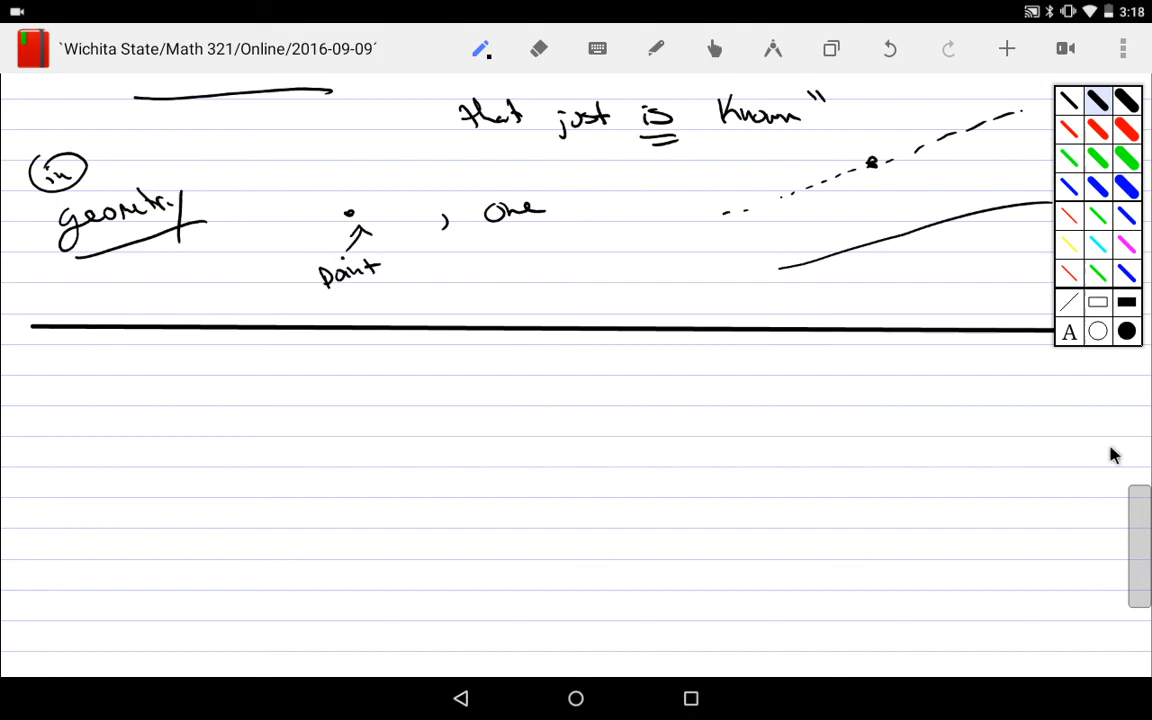 3:18
`Wichita State/Math 321/Online/2016-09-09´
that just is known"
in
geometry , one
point
A